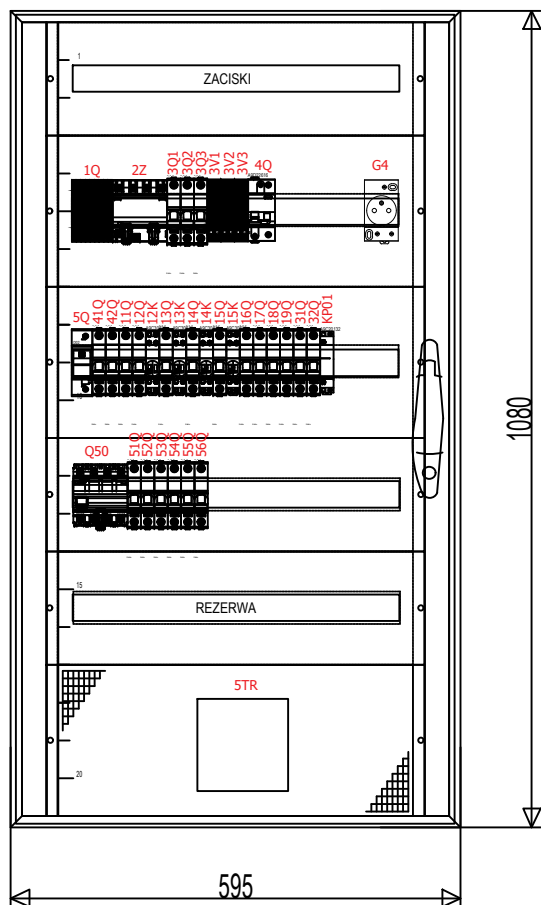 1
ZACISKI
1Q 2Z 3Q1 3Q2 3Q3 3V1 3V2 3V3 4Q G4
5Q 41Q 42Q 11Q 12Q 12K 13Q 13K 14Q 14K 15Q 15K 16Q 17Q 18Q 19Q 31Q 32Q KP01
Q50 51Q 52Q 53Q 54Q 55Q 56Q
15
REZERWA
5TR
20
1080
595